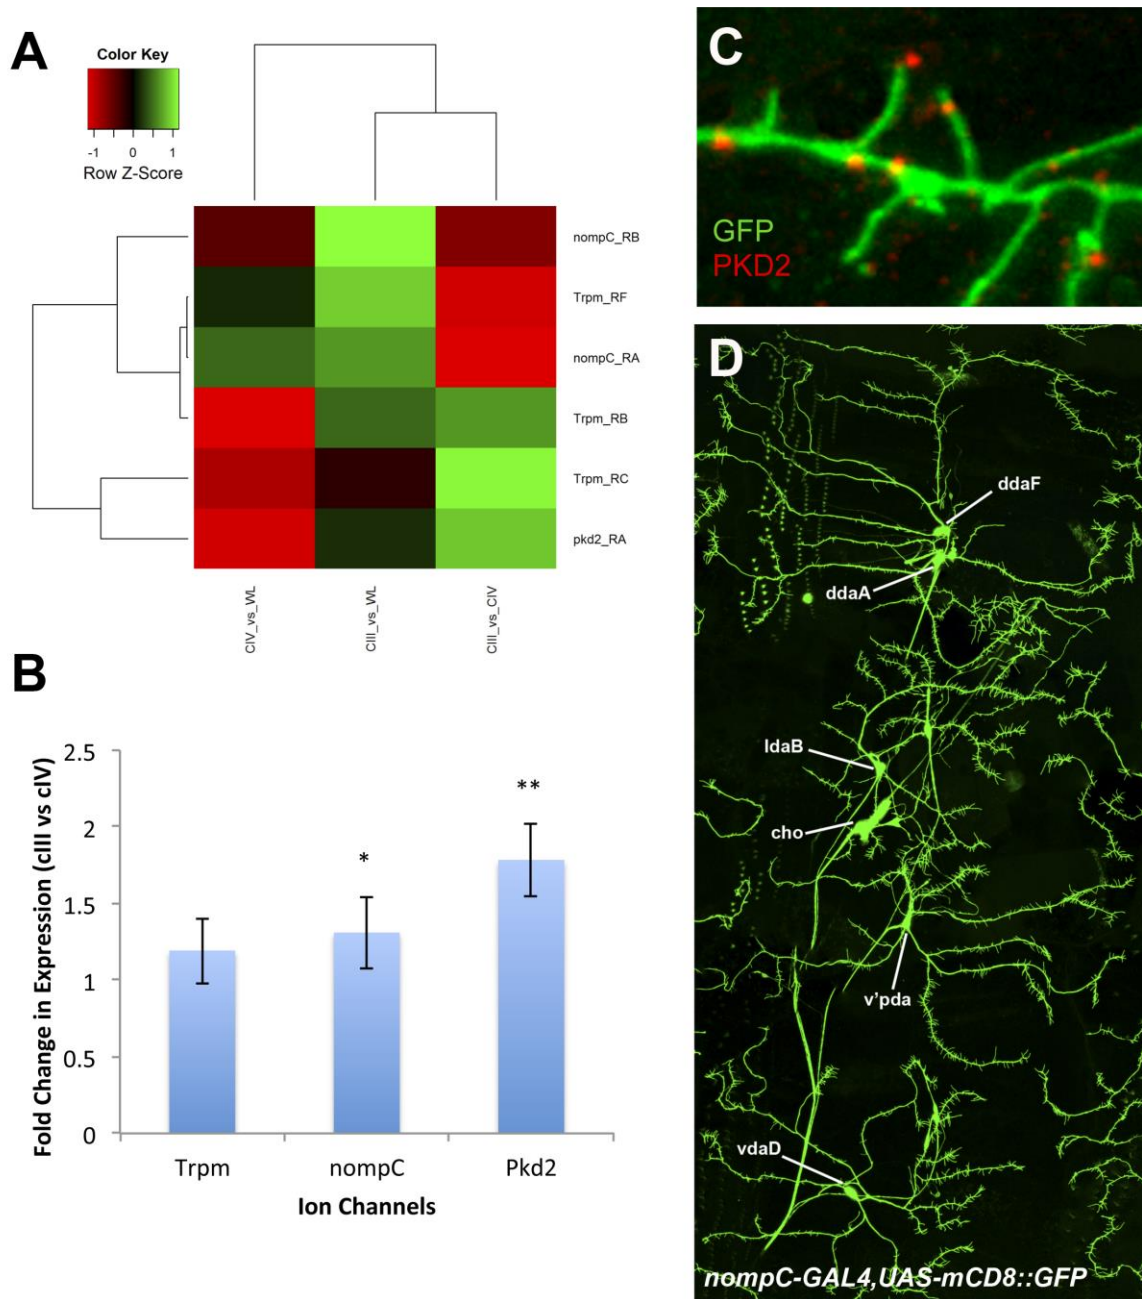 A
Color Key
-1 0 1
Row Z-Score
nompC_RB
Trpm_RF
nompC_RA
Trpm_RB
Trpm_RC
pkd2_RA
CIV_vs_WL
CIII_vs_WL
CIII_vs_CIV
B
Fold Change in Expression (cIII vs cIV)
2.5
2
1.5
1
0.5
0
*
**
Trpm
nompC
Pkd2
Ion Channels
C
GFP
PKD2
D
ddaF
ddaA
ldaB
cho
v'pda
vdaD
nompC-GAL4,UAS-mCD8::GFP